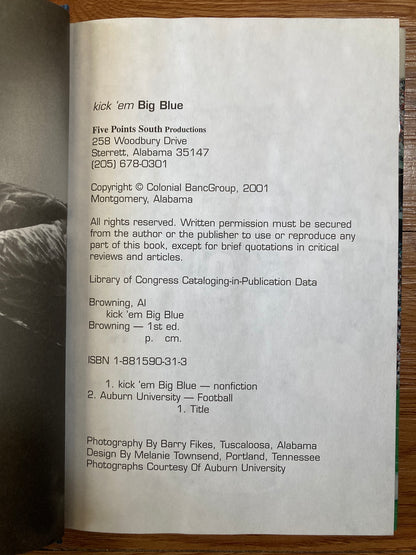 kick 'em Big Blue
Five Points South Productions
258 Woodbury Drive
Sterrett, Alabama 35147
(205) 678-0301
Copyright © Colonial BancGroup, 2001
Montgomery, Alabama
All rights reserved. Written permission must be secured
from the author or the publisher to use or reproduce any
part of this book, except for brief quotations in critical
reviews and articles.
Library of Congress Cataloging-in-Publication Data
Browning, Al
kick 'em Big Blue
Browning — 1st ed.
p. cm.
ISBN 1-881590-31-3
1. kick 'em Big Blue — nonfiction
2. Auburn University — Football
1. Title
Photography By Barry Fikes, Tuscaloosa, Alabama
Design By Melanie Townsend, Portland, Tennessee
Photographs Courtesy Of Auburn University